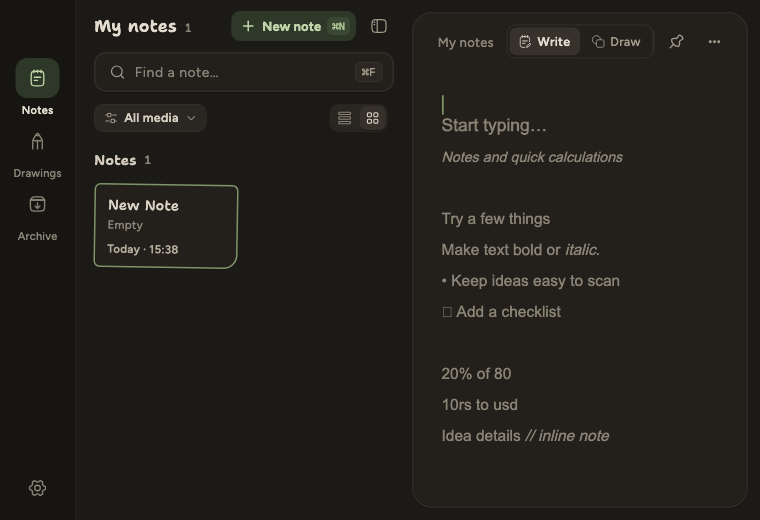 My notes 1
New note ⌘N
Find a note... ⌘F
All media
Notes 1
New Note
Empty
Today · 15:38
Notes
Drawings
Archive
My notes
Write
Draw
Start typing...
Notes and quick calculations
Try a few things
Make text bold or italic.
• Keep ideas easy to scan
□ Add a checklist
20% of 80
10rs to usd
Idea details // inline note